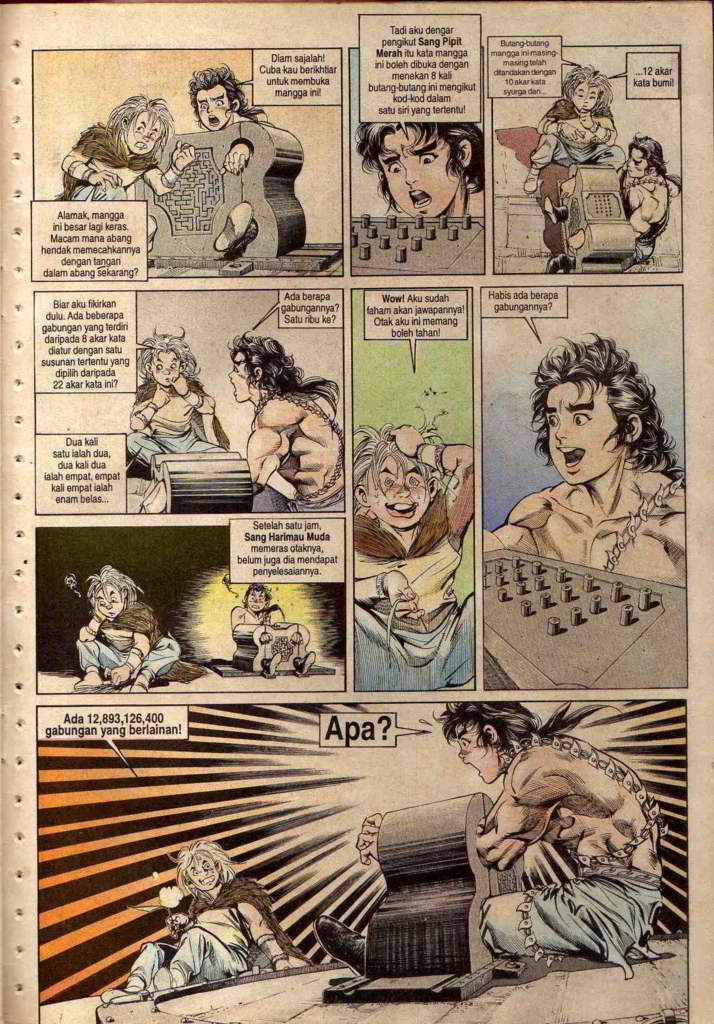 Diam sajalah!
Cuba kau berikhtiar
untuk membuka
mangga ini!
Alamak, mangga
ini besar lagi keras.
Macam mana abang
hendak memecahkannya
dengan tangan
dalam abang sekarang?
Tadi aku dengar
pengikut Sang Pipit
Merah itu kata mangga
ini boleh dibuka dengan
menekan 8 kali
butang-butang ini mengikut
kod-kod dalam
satu siri yang tertentu!
Butang-butang
mangga ini masing-
masing telah
ditandakan dengan
10 akar kata
syurga dan...
...12 akar
kata bumi!
Biar aku fikirkan
dulu. Ada beberapa
gabungan yang terdiri
daripada 8 akar kata
diatur dengan satu
susunan tertentu yang
dipilih daripada
22 akar kata ini?
Ada berapa
gabungannya?
Satu ribu ke?
Dua kali
satu ialah dua,
dua kali dua
ialah empat, empat
kali empat ialah
enam belas...
Wow! Aku sudah
faham akan jawapannya!
Otak aku ini memang
boleh tahan!
Habis ada berapa
gabungannya?
Setelah satu jam,
Sang Harimau Muda
memeras otaknya,
belum juga dia mendapat
penyelesaiannya.
Ada 12,893,126,400
gabungan yang berlainan!
Apa?